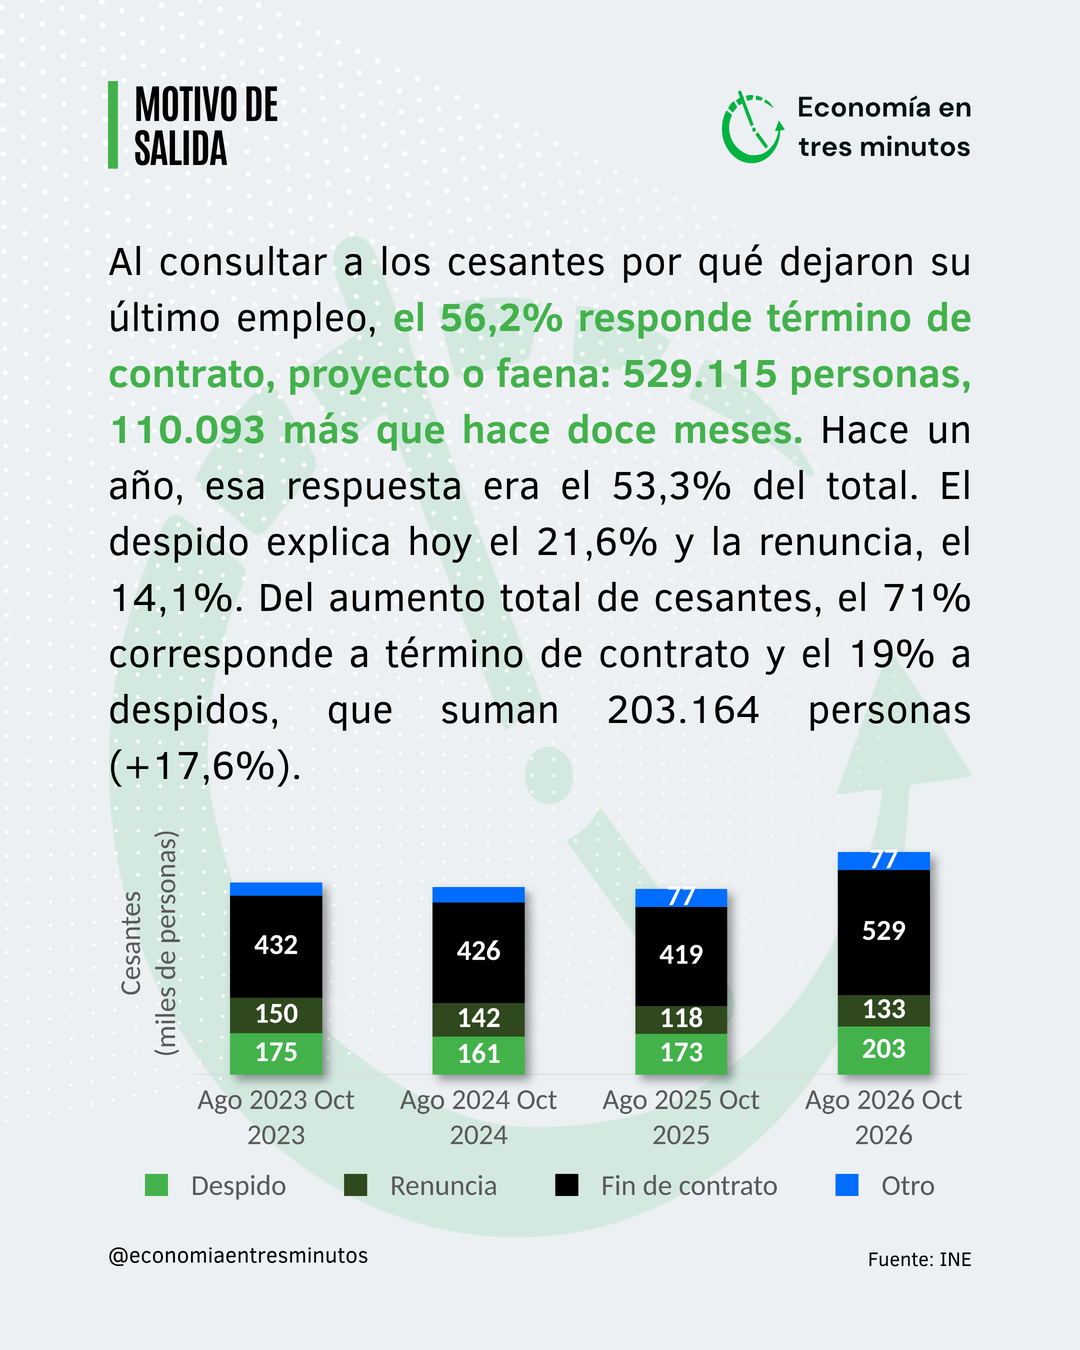 MOTIVO DE
SALIDA
Economía en
tres minutos
Al consultar a los cesantes por qué dejaron su
último empleo, el 56,2% responde término de
contrato, proyecto o faena: 529.115 personas,
110.093 más que hace doce meses. Hace un
año, esa respuesta era el 53,3% del total. El
despido explica hoy el 21,6% y la renuncia, el
14,1%. Del aumento total de cesantes, el 71%
corresponde a término de contrato y el 19% a
despidos, que suman 203.164 personas
(+17,6%).
Cesantes
(miles de personas)
432
150
175
426
142
161
77
419
118
173
77
529
133
203
Ago 2023 Oct
2023
Ago 2024 Oct
2024
Ago 2025 Oct
2025
Ago 2026 Oct
2026
Despido
Renuncia
Fin de contrato
Otro
@economiaentresminutos
Fuente: INE